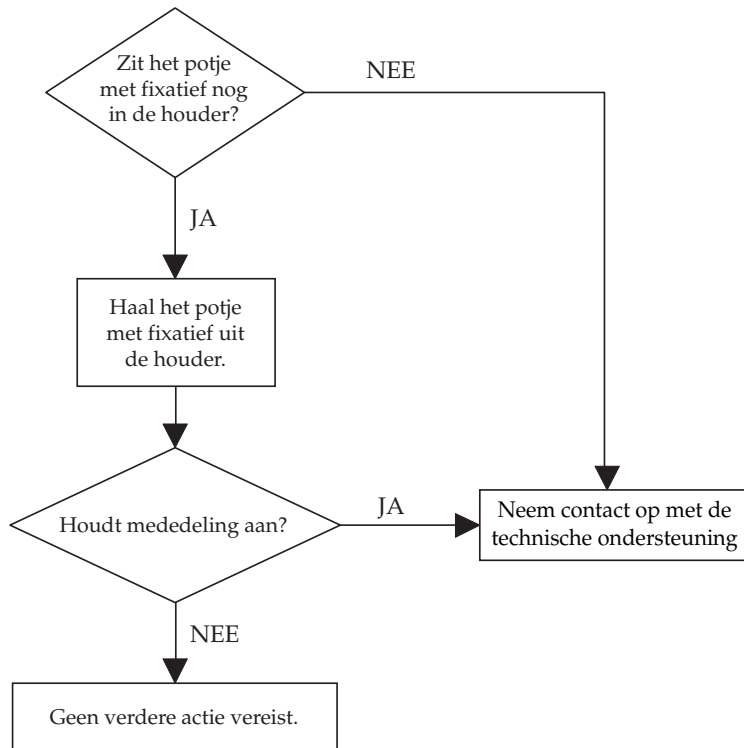 Zit het potje
met fixatief nog
in de houder?
NEE
JA
Haal het potje
met fixatief uit
de houder.
Houdt mededeling aan?
JA
Neem contact op met de
technische ondersteuning
NEE
Geen verdere actie vereist.